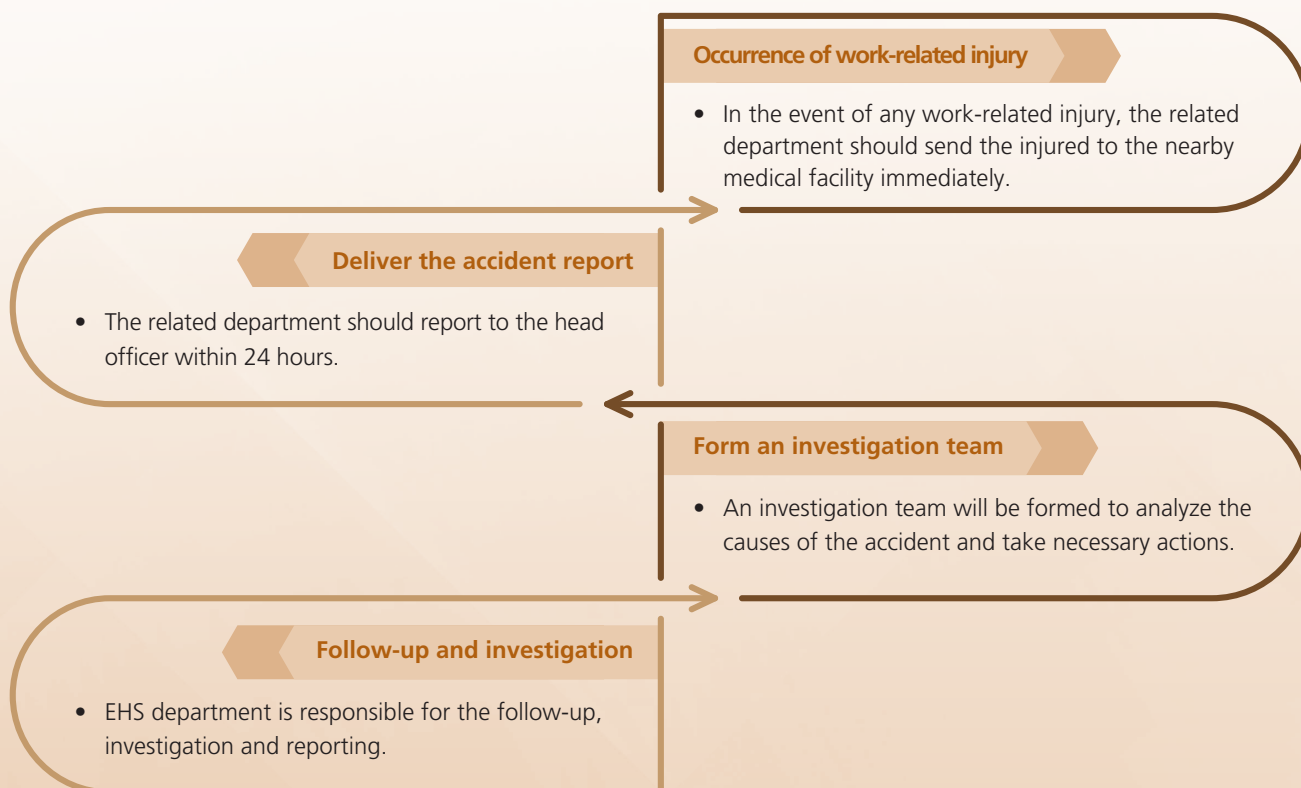 Occurrence of work-related injury
• In the event of any work-related injury, the related
department should send the injured to the nearby
medical facility immediately.
Deliver the accident report
• The related department should report to the head
officer within 24 hours.
Form an investigation team
• An investigation team will be formed to analyze the
causes of the accident and take necessary actions.
Follow-up and investigation
• EHS department is responsible for the follow-up,
investigation and reporting.